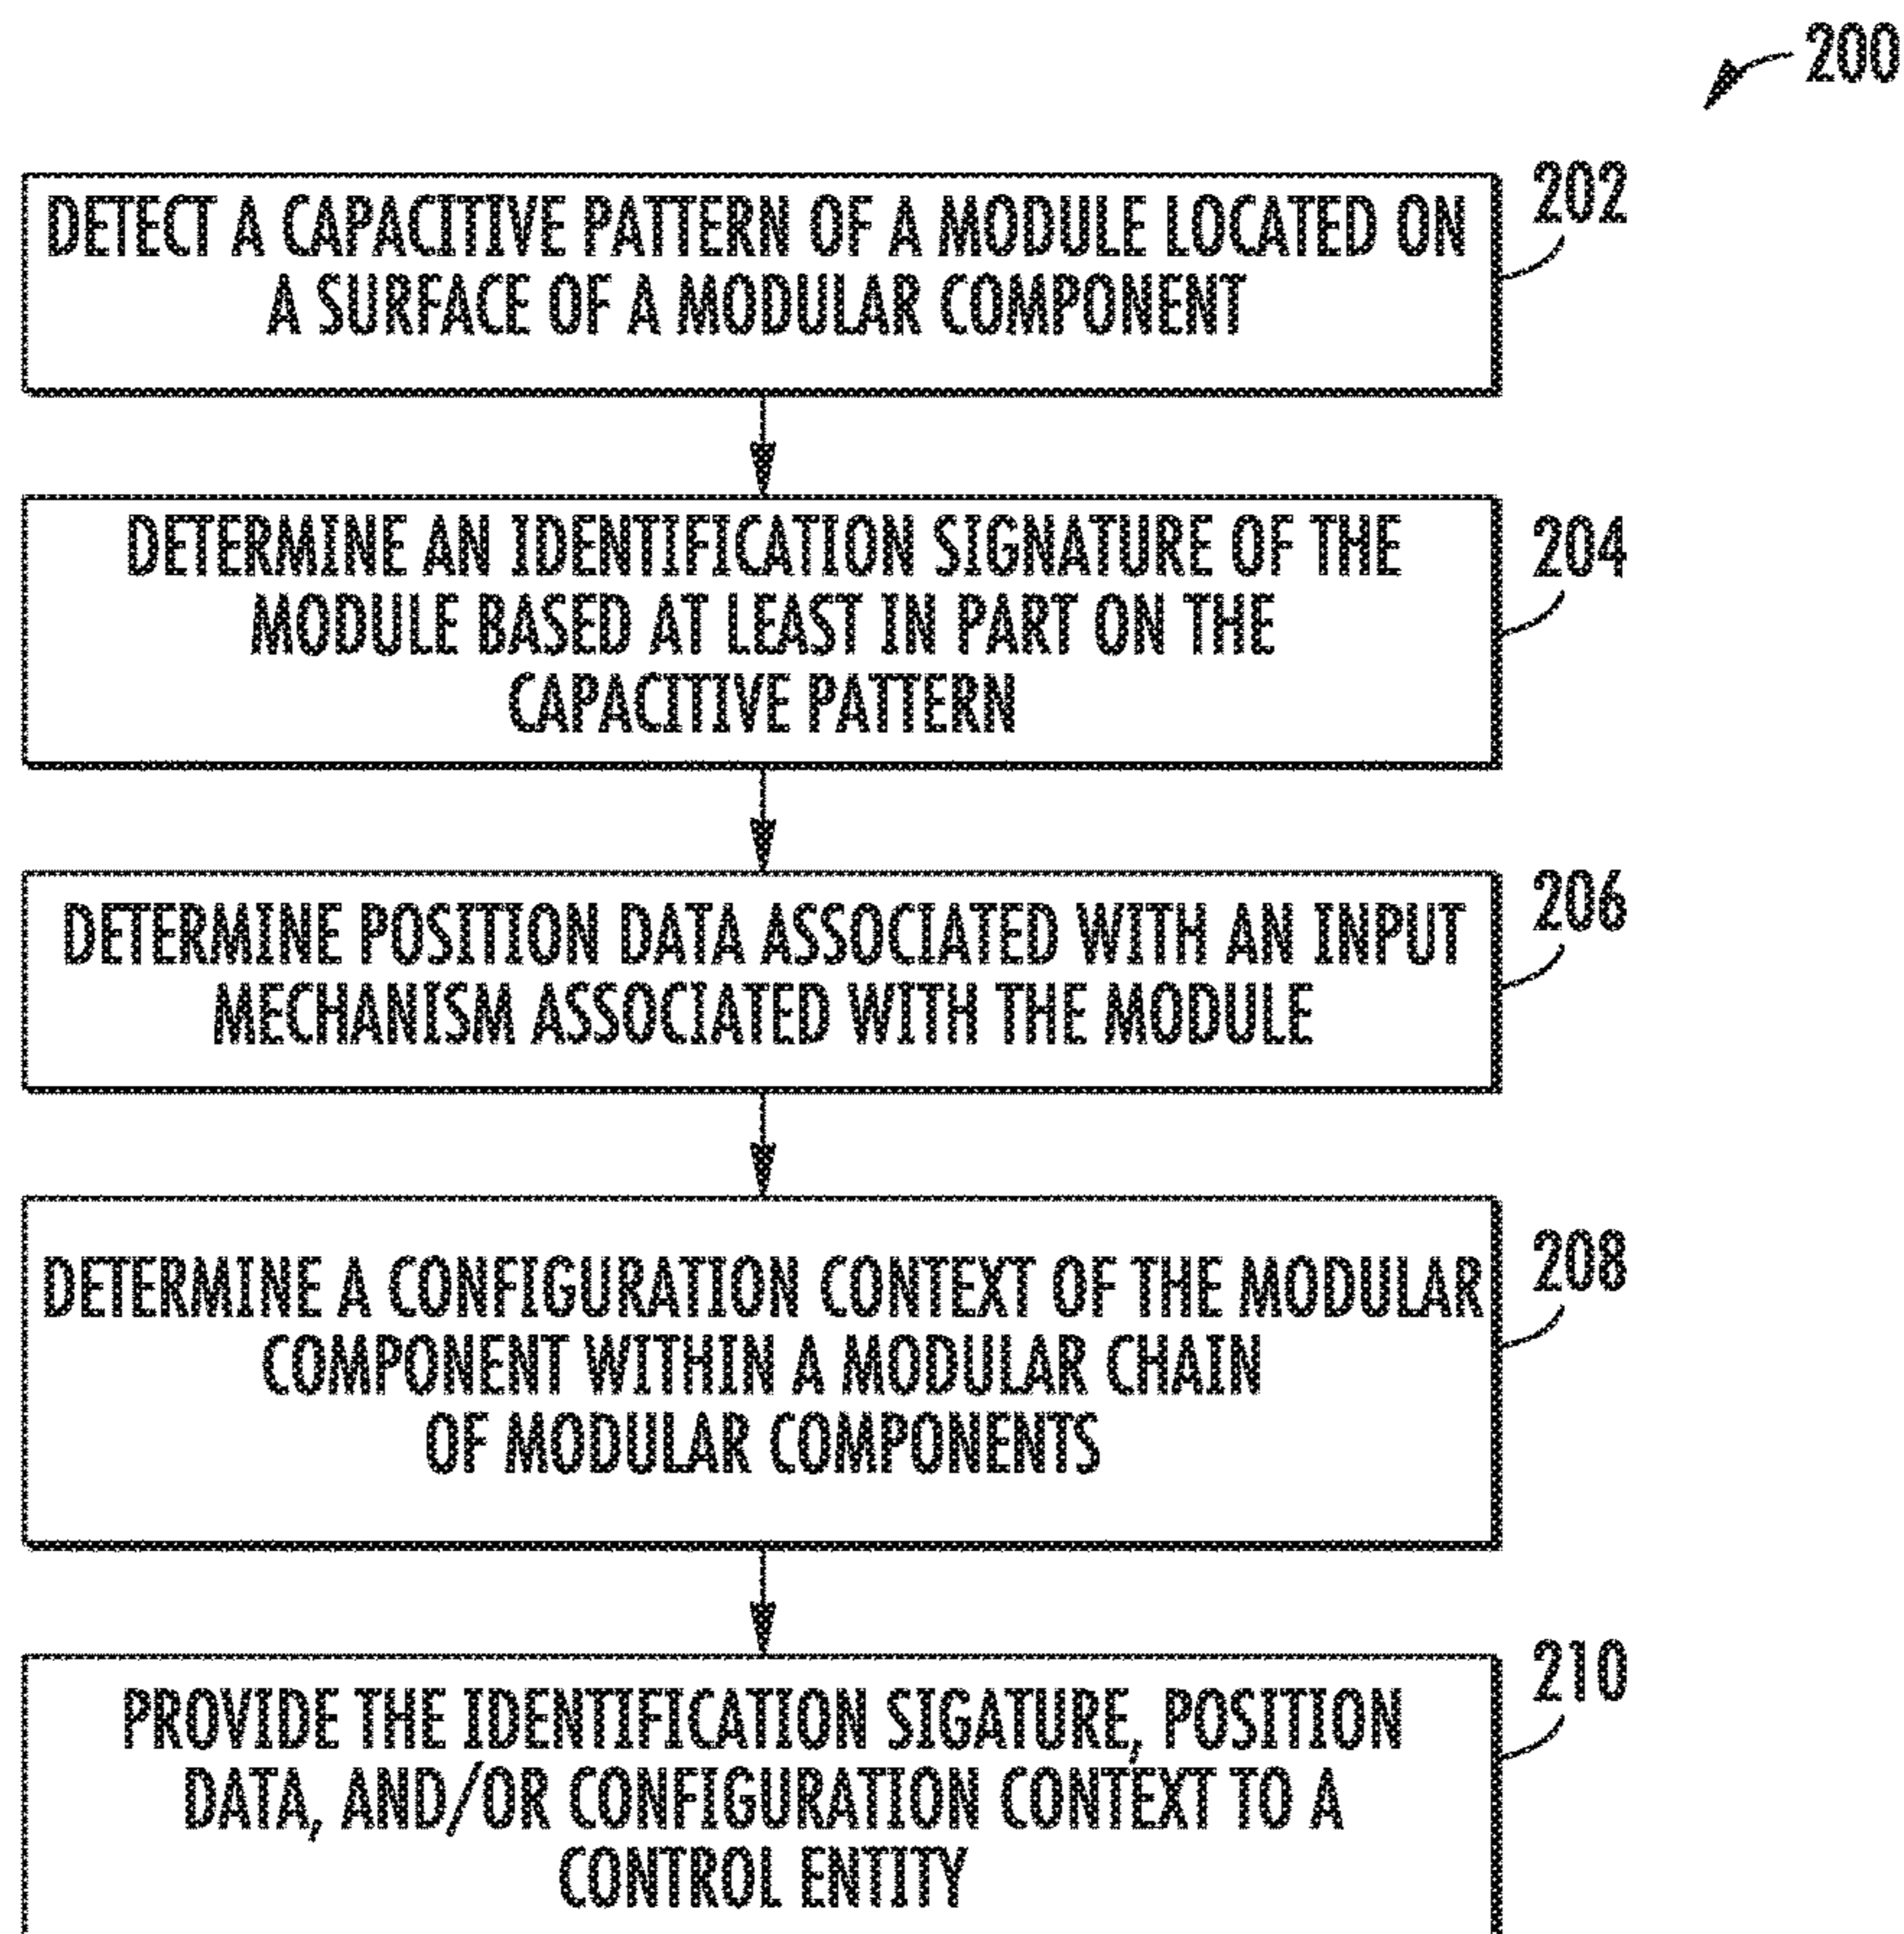 200
202
DETECT A CAPACITIVE PATTERN OF A MODULE LOCATED ON
A SURFACE OF A MODULAR COMPONENT
204
DETERMINE AN IDENTIFICATION SIGNATURE OF THE
MODULE BASED AT LEAST IN PART ON THE
CAPACITIVE PATTERN
206
DETERMINE POSITION DATA ASSOCIATED WITH AN INPUT
MECHANISM ASSOCIATED WITH THE MODULE
208
DETERMINE A CONFIGURATION CONTEXT OF THE MODULAR
COMPONENT WITHIN A MODULAR CHAIN
OF MODULAR COMPONENTS
210
PROVIDE THE IDENTIFICATION SIGATURE, POSITION
DATA, AND/OR CONFIGURATION CONTEXT TO A
CONTROL ENTITY